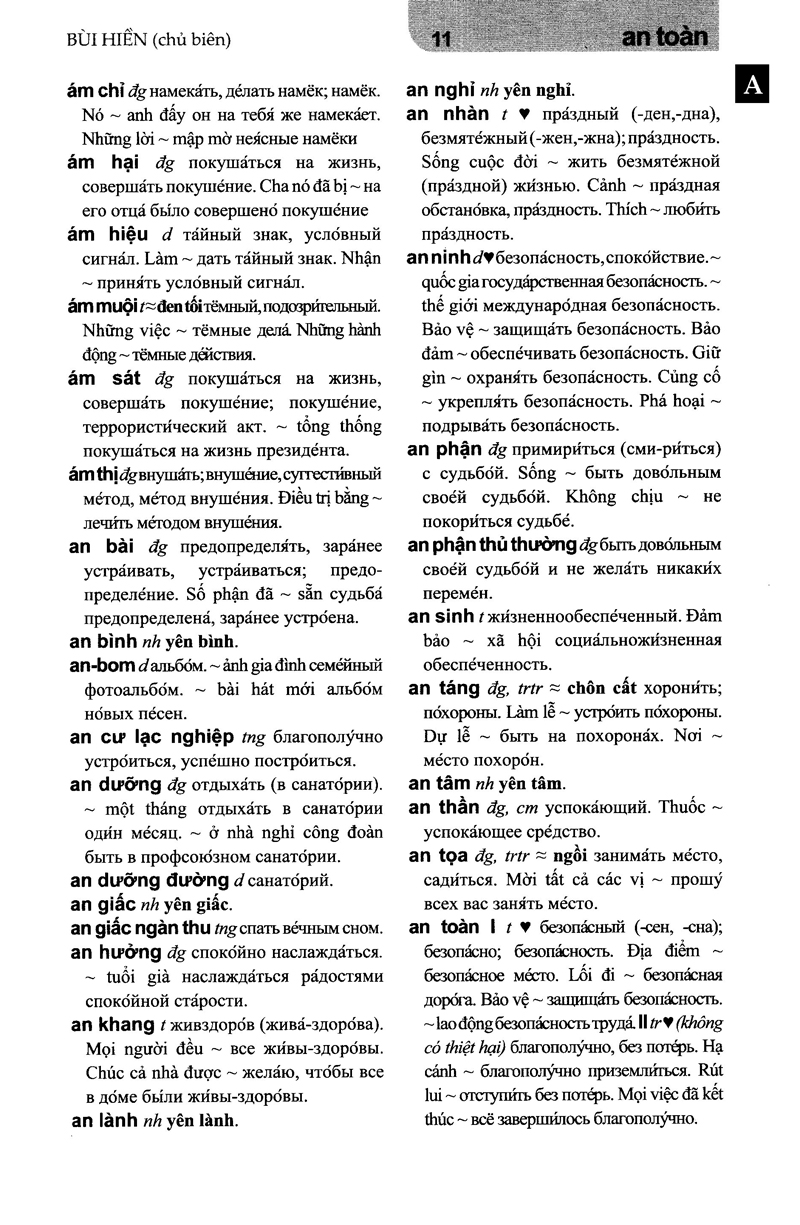 BÙI HIỀN (chủ biên)
11
an toàn
A
ám chỉ đg намека́ть, де́лать намёк; намёк.
Nó ~ anh đấy он на тебя́ же намека́ет.
Những lời ~ mập mờ нея́сные намёки
ám hại đg покуша́ться на жизнь,
соверша́ть покуше́ние. Cha nó đã bị ~ на
его отца́ бы́ло совершено́ покуше́ние
ám hiệu d та́йный знак, усло́вный
сигна́л. Làm ~ дать та́йный знак. Nhận
~ приня́ть усло́вный сигна́л.
ám muội t ≈ đen tối тёмный, подозри́тельный.
Những việc ~ тёмные дела́. Những hành
động ~ тёмные де́йствия.
ám sát đg покуша́ться на жизнь,
соверша́ть покуше́ние; покуше́ние,
террористи́ческий акт. ~ tổng thống
покуша́ться на жизнь президе́нта.
ám thị đg внуша́ть; внуше́ние, суггести́вный
ме́тод, ме́тод внуше́ния. Điều trị bằng ~
лечи́ть ме́тодом внуше́ния.
an bài đg предопределя́ть, зара́нее
устра́ивать, устра́иваться; предо-
пределе́ние. Số phận đã ~ sẵn судьба́
предопределена́, зара́нее устро́ена.
an bình nh yên bình.
an-bom d альбо́м. ~ ảnh gia đình семе́йный
фотоальбо́м. ~ bài hát mới альбо́м
но́вых пе́сен.
an cư lạc nghiệp tng благополу́чно
устро́иться, успе́шно постро́иться.
an dưỡng đg отдыха́ть (в санато́рии).
~ một tháng отдыха́ть в санато́рии
оди́н ме́сяц. ~ ở nhà nghỉ công đoàn
быть в профсою́зном санато́рии.
an dưỡng đường d санато́рий.
an giấc nh yên giấc.
an giấc ngàn thu tng спать ве́чным сном.
an hưởng đg споко́йно наслажда́ться.
~ tuổi già наслажда́ться ра́достями
споко́йной ста́рости.
an khang t живздоро́в (жива́-здоро́ва).
Mọi người đều ~ все жи́вы-здоро́вы.
Chúc cả nhà được ~ жела́ю, что́бы все
в до́ме бы́ли жи́вы-здоро́вы.
an lành nh yên lành.
an nghỉ nh yên nghỉ.
an nhàn t ♥ пра́здный (-ден,-дна),
безмяте́жный (-жен,-жна); пра́здность.
Sống cuộc đời ~ жить безмяте́жной
(пра́здной) жи́знью. Cảnh ~ пра́здная
обстано́вка, пра́здность. Thích ~ люби́ть
пра́здность.
an ninh d ♥ безопа́сность, споко́йствие. ~
quốc gia госуда́рственная безопа́сность. ~
thế giới междунаро́дная безопа́сность.
Bảo vệ ~ защища́ть безопа́сность. Bảo
đảm ~ обеспе́чивать безопа́сность. Giữ
gìn ~ охраня́ть безопа́сность. Củng cố
~ укрепля́ть безопа́сность. Phá hoại ~
подрыва́ть безопа́сность.
an phận đg примири́ться (сми-ри́ться)
с судьбо́й. Sống ~ быть дово́льным
свое́й судьбо́й. Không chịu ~ не
покори́ться судьбе́.
an phận thủ thường đg быть дово́льным
свое́й судьбо́й и не жела́ть никаки́х
переме́н.
an sinh t жи́зненнообеспе́ченный. Đảm
bảo ~ xã hội социа́льножи́зненная
обеспе́ченность.
an táng đg, trtr ≈ chôn cất хорони́ть;
по́хороны. Làm lễ ~ устро́ить по́хороны.
Dự lễ ~ быть на похорона́х. Nơi ~
ме́сто похоро́н.
an tâm nh yên tâm.
an thần đg, cm успока́ющий. Thuốc ~
успока́ющее сре́дство.
an tọa đg, trtr ≈ ngồi занима́ть ме́сто,
сади́ться. Mời tất cả các vị ~ прошу́
всех вас заня́ть ме́сто.
an toàn I t ♥ безопа́сный (-сен, -сна);
безопа́сно; безопа́сность. Địa điểm ~
безопа́сное ме́сто. Lối đi ~ безопа́сная
доро́га. Bảo vệ ~ защища́ть безопа́сность.
~ lao động безопа́сность труда́. II tr ♥ (không
có thiệt hại) благополу́чно, без поте́рь. Hạ
cánh ~ благополу́чно приземли́ться. Rút
lui ~ отступи́ть без поте́рь. Mọi việc đã kết
thúc ~ всё заверши́лось благополу́чно.